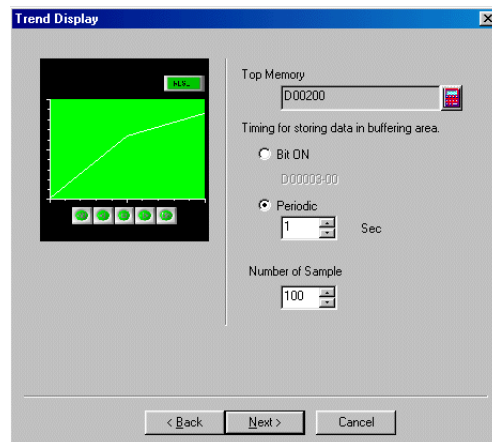 Trend Display
Top Memory
D00200
Timing for storing data in buffering area.
Bit ON
D00003-00
Periodic
1 Sec
Number of Sample
100
< Back Next > Cancel